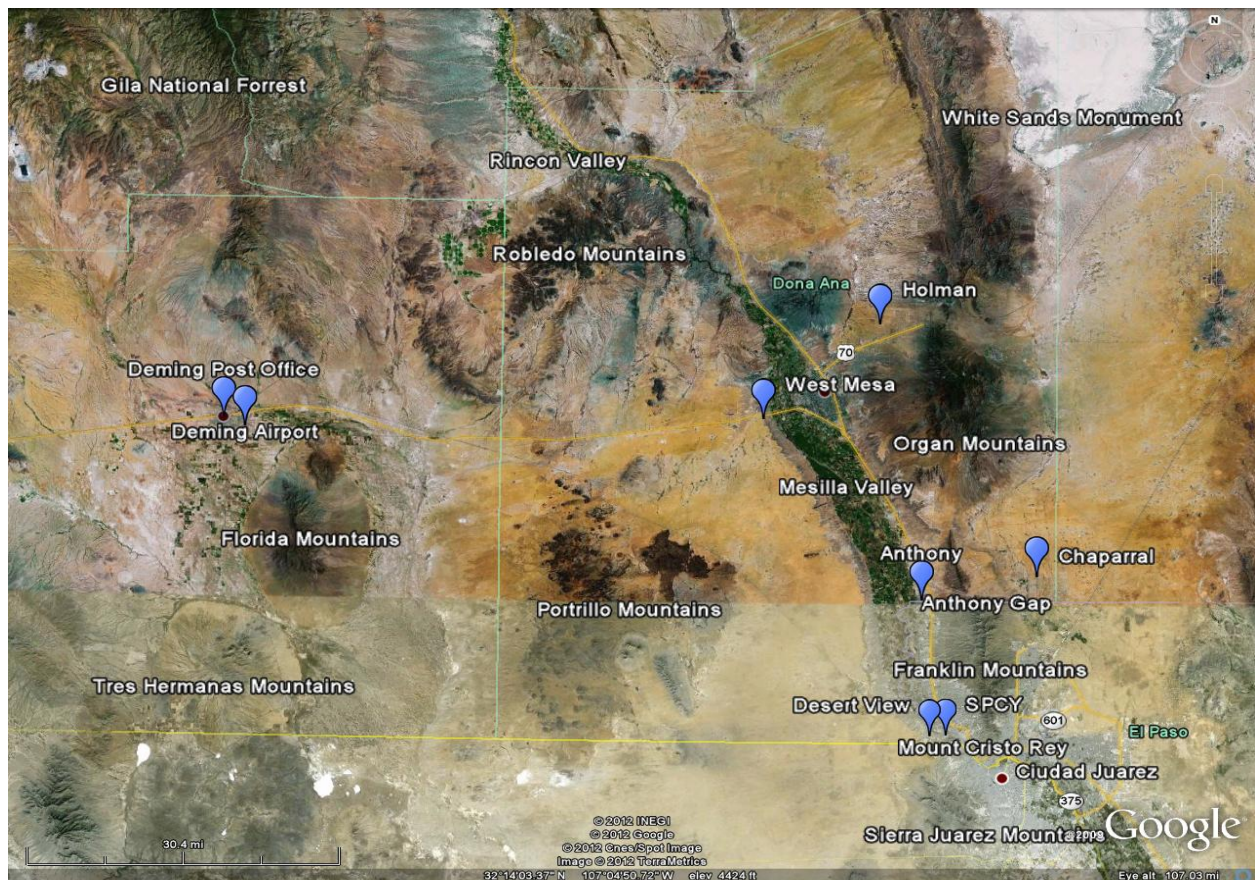 N
Gila National Forrest
White Sands Monument
Rincon Valley
Robledo Mountains
Dona Ana
Holman
70
Deming Post Office
West Mesa
Deming Airport
Organ Mountains
Mesilla Valley
Florida Mountains
Anthony
Chaparral
Portrillo Mountains
Anthony Gap
Franklin Mountains
Tres Hermanas Mountains
Desert View
SPCY
601
El Paso
Mount Cristo Rey
Ciudad Juarez
375
© 2012 INEGI
© 2012 Google
© 2012 Cnes/Spot Image
Image © 2012 TerraMetrics
Sierra Juarez Mountains
© 2009
Google
30.4 mi
32°14'03.37" N 107°04'50.72" W elev 4424 ft
Eye alt 107.03 mi